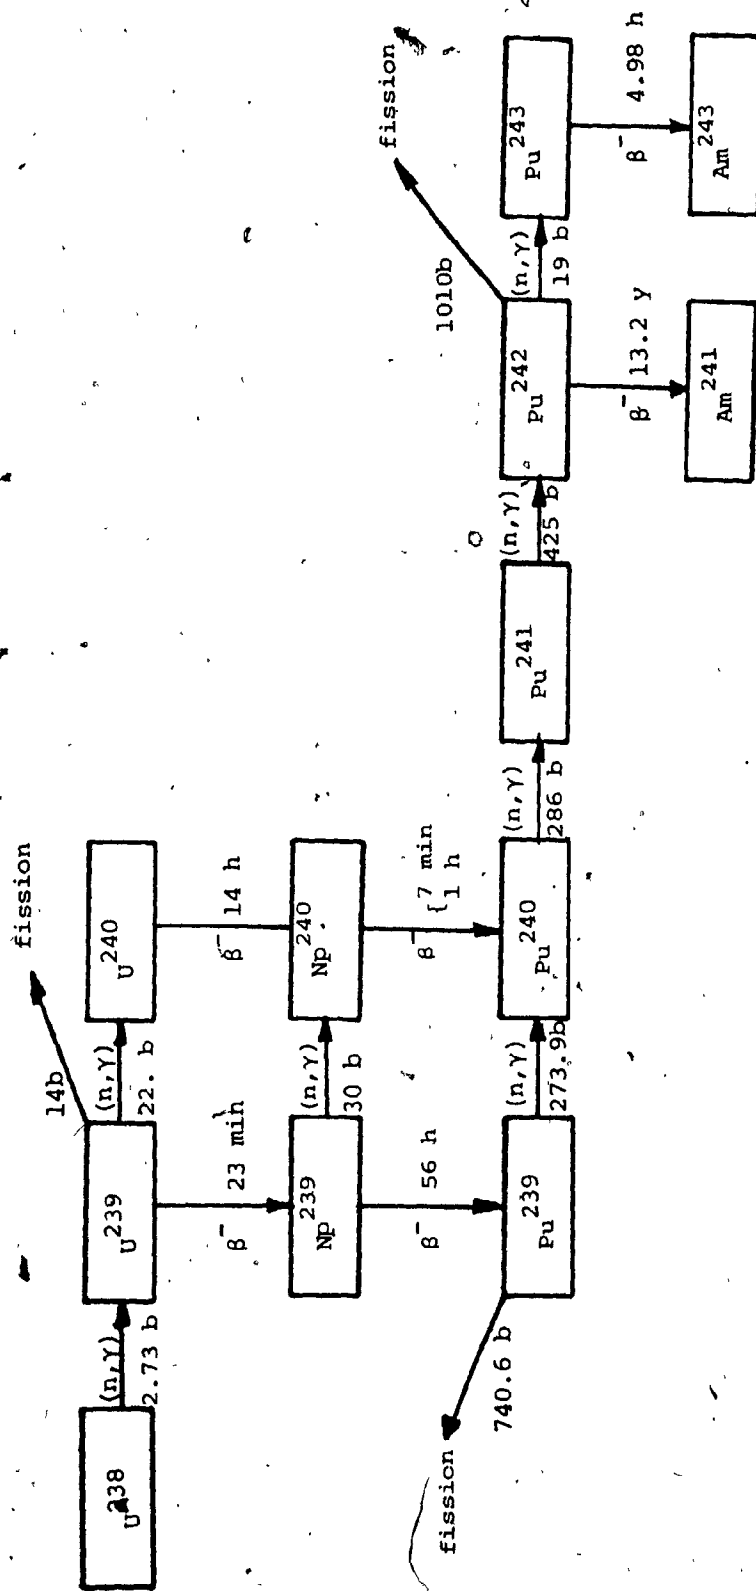 fission
14b
U²³⁸
(n,γ)
2.73 b
U²³⁹
(n,γ)
22. b
U²⁴⁰
β⁻ 23 min
β⁻ 14 h
Np²³⁹
(n,γ)
30 b
Np²⁴⁰
β⁻ 56 h
β⁻ { 7 min
1 h
fission
740.6 b
Pu²³⁹
(n,γ)
273.9b
Pu²⁴⁰
(n,γ)
286 b
Pu²⁴¹
(n,γ)
425 b
Pu²⁴²
1010b
fission
(n,γ)
19 b
Pu²⁴³
β⁻ 13.2 y
β⁻ 4.98 h
Am²⁴¹
Am²⁴³